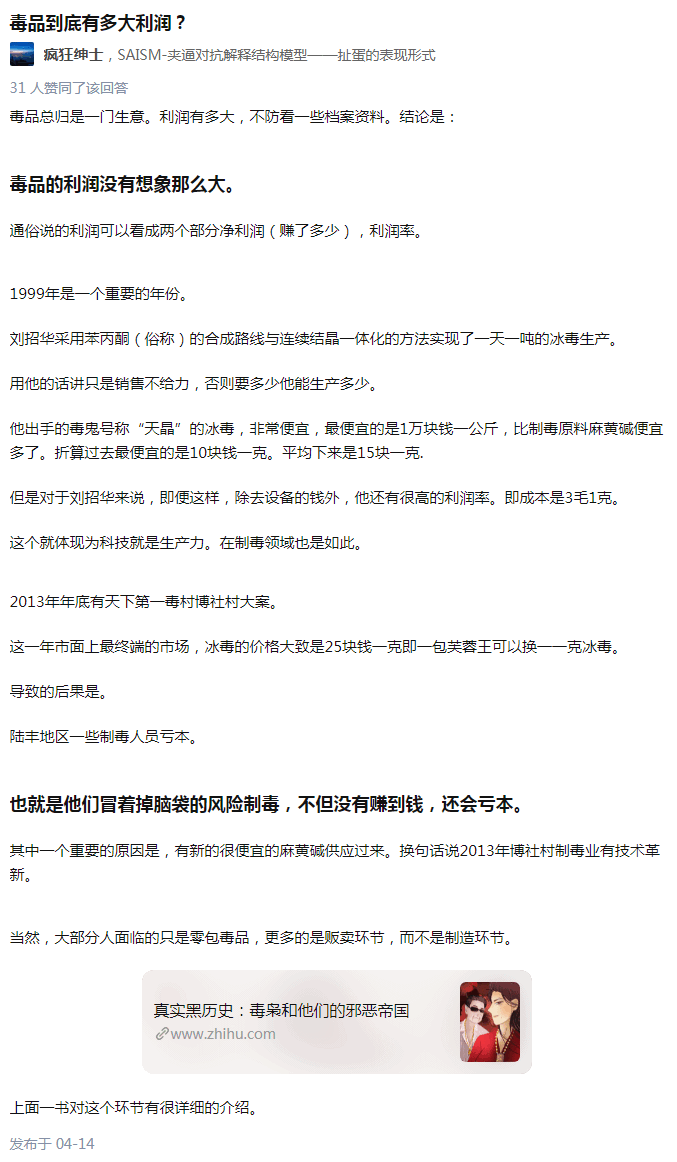 毒品到底有多大利润？
疯狂绅士，SAISM-夹逼对抗解释结构模型——扯蛋的表现形式
31 人赞同了该回答
毒品总归是一门生意。利润有多大，不防看一些档案资料。结论是：
毒品的利润没有想象那么大。
通俗说的利润可以看成两个部分净利润（赚了多少），利润率。
1999年是一个重要的年份。
刘招华采用苯丙酮（俗称）的合成路线与连续结晶一体化的方法实现了一天一吨的冰毒生产。
用他的话讲只是销售不给力，否则要多少他能生产多少。
他出手的毒鬼号称“天晶”的冰毒，非常便宜，最便宜的是1万块钱一公斤，比制毒原料麻黄碱便宜
多了。折算过去最便宜的是10块钱一克。平均下来是15块一克.
但是对于刘招华来说，即便这样，除去设备的钱外，他还有很高的利润率。即成本是3毛1克。
这个就体现为科技就是生产力。在制毒领域也是如此。
2013年年底有天下第一毒村博社村大案。
这一年市面上最终端的市场，冰毒的价格大致是25块钱一克即一包芙蓉王可以换一一克冰毒。
导致的后果是。
陆丰地区一些制毒人员亏本。
也就是他们冒着掉脑袋的风险制毒，不但没有赚到钱，还会亏本。
其中一个重要的原因是，有新的很便宜的麻黄碱供应过来。换句话说2013年博社村制毒业有技术革
新。
当然，大部分人面临的只是零包毒品，更多的是贩卖环节，而不是制造环节。
真实黑历史：毒枭和他们的邪恶帝国
www.zhihu.com
上面一书对这个环节有很详细的介绍。
发布于 04-14